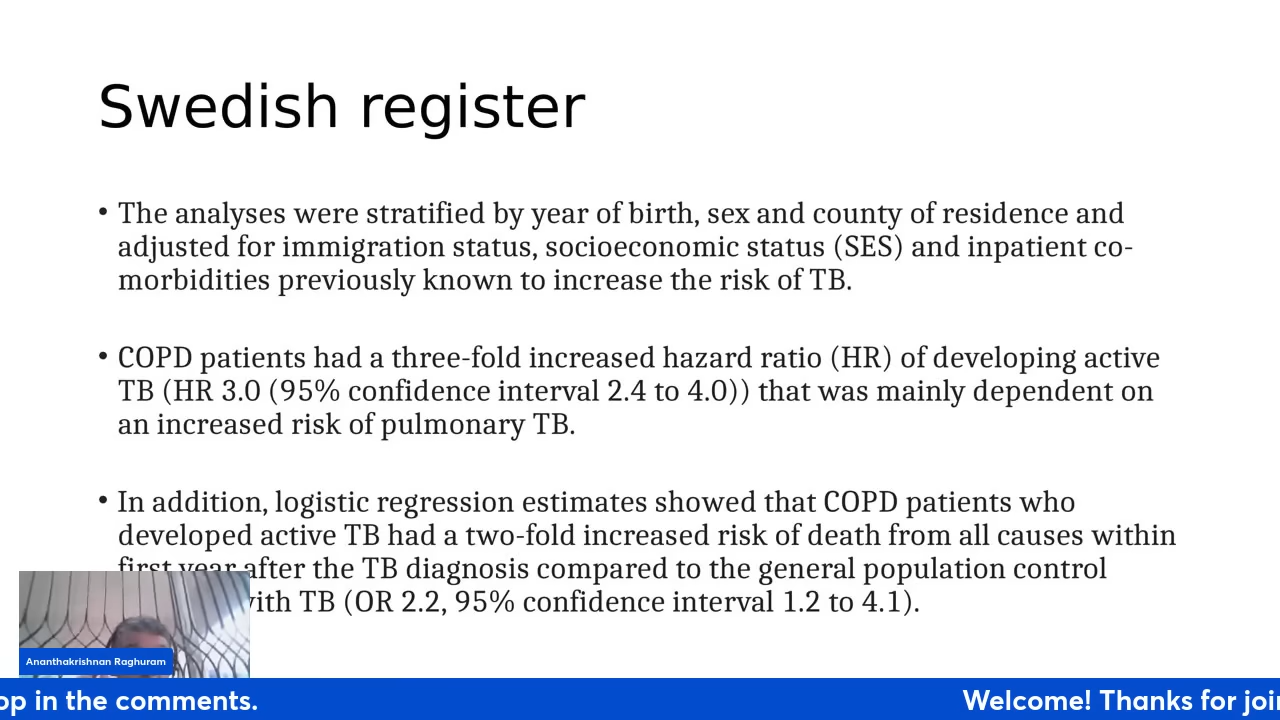 Swedish register
• The analyses were stratified by year of birth, sex and county of residence and
adjusted for immigration status, socioeconomic status (SES) and inpatient co-
morbidities previously known to increase the risk of TB.
• COPD patients had a three-fold increased hazard ratio (HR) of developing active
TB (HR 3.0 (95% confidence interval 2.4 to 4.0)) that was mainly dependent on
an increased risk of pulmonary TB.
• In addition, logistic regression estimates showed that COPD patients who
developed active TB had a two-fold increased risk of death from all causes within
first year after the TB diagnosis compared to the general population control
with TB (OR 2.2, 95% confidence interval 1.2 to 4.1).
Ananthakrishnan Raghuram
op in the comments.
Welcome! Thanks for joi